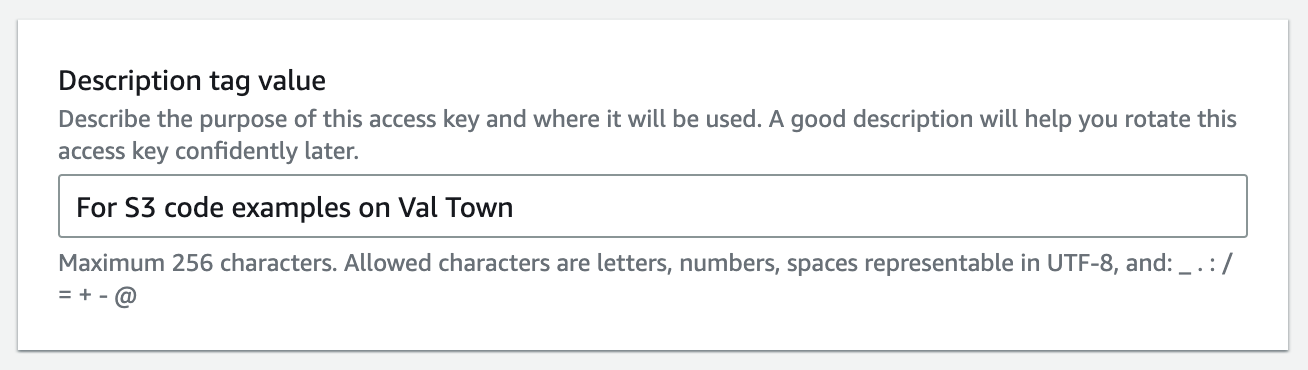 Description tag value
Describe the purpose of this access key and where it will be used. A good description will help you rotate this
access key confidently later.
For S3 code examples on Val Town
Maximum 256 characters. Allowed characters are letters, numbers, spaces representable in UTF-8, and: _ . : /
= + - @